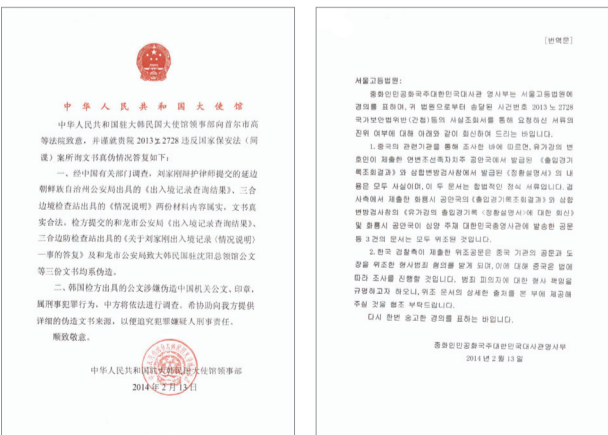 中华人民共和国大使馆
中华人民共和国驻大韩民国大使馆领事部向首尔市高
等法院致意，并谨就贵院2013노2728违反国家保安法（间
谍）案所询文书真伪情况答复如下：
一、经中国有关部门调查，刘家刚辩护律师提交的延边
朝鲜族自治州公安局出具的《出入境记录查询结果》、三合
边境检查站出具的《情况说明》两份材料内容属实，文书真
实合法。检方提交的和龙市公安局《出入境记录查询结果》、
三合边防检查站出具的《关于刘家刚出入境记录〈情况说明〉
一事的答复》及和龙市公安局致大韩民国驻沈阳总领馆公文
等三份文书均系伪造。
二、韩国检方出具的公文涉嫌伪造中国机关公文、印章，
属刑事犯罪行为，中方将依法进行调查。希协助向我方提供
详细的伪造文书来源，以便追究犯罪嫌疑人刑事责任。
顺致敬意。
中华人民共和国驻大韩民国大使馆领事部
2014年2月13日
[번역문]
서울고등법원:
중화인민공화국주대한민국대사관 영사부는 서울고등법원에
경의를 표하며, 귀 법원으로부터 송달된 사건번호 2013노2728
국가보안법위반(간첩)등의 사실조회서를 통해 요청하신 서류의
진위 여부에 대해 아래와 같이 회신하여 드리는 바입니다.
1.중국의 관련기관을 통해 조사한 바에 따르면,유가강의 변
호인이 제출한 연변조선족자치주 공안국에서 발급된 《출입경기
록조회결과》와 삼합변방검사참에서 발급된 《정황설명서》의 내
용은 모두 사실이며,이 두 문서는 합법적인 정식 서류입니다.검
사측에서 제출한 화룡시 공안국의《출입경기록조회결과》와 삼합
변방검사참의 《유가강의 출입경기록 <정황설명서>에 대한 회신》
및 화룡시 공안국이 심양 주재 대한민국총영사관에 발송한 공문
등 3건의 문서는 모두 위조된 것입니다.
2.한국 검찰측이 제출한 위조공문은 중국 기관의 공문과 도
장을 위조한 형사범죄 혐의를 받게 되며,이에 대해 중국은 법에
따라 조사를 진행할 것입니다. 범죄 피의자에 대한 형사 책임을
규명하고자 하오니,위조 문서의 상세한 출처를 본 부에 제공해
주실 것을 협조 부탁드립니다.
다시 한번 숭고한 경의를 표하는 바입니다.
중화인민공화국주대한민국대사관영사부
2014년 2월 13일